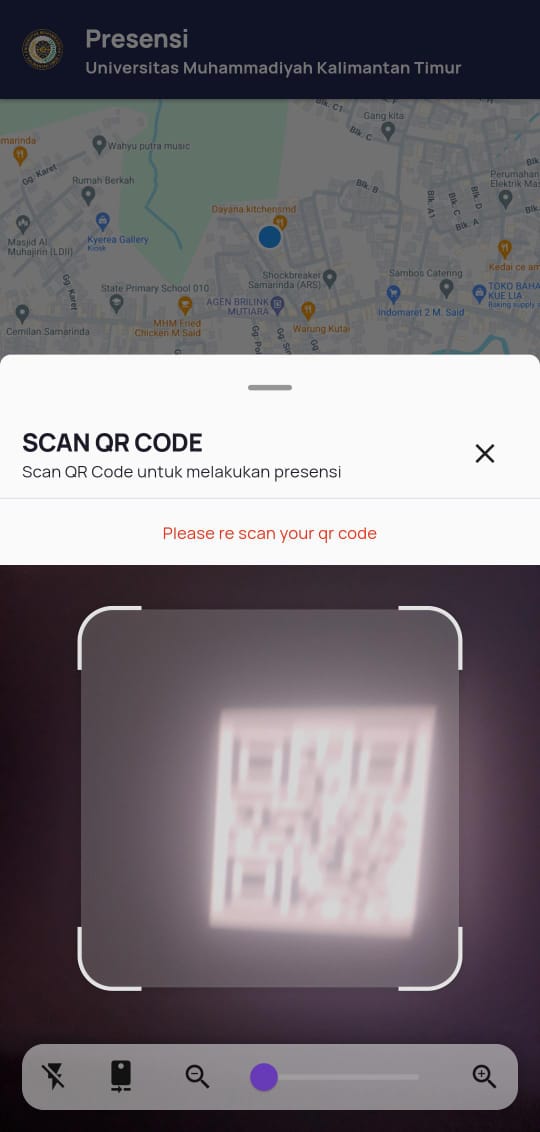 Presensi
Universitas Muhammadiyah Kalimantan Timur
Blk. C1
Gang kita
Blk. C
marinda
Wahyu putra music
Gg. Karet
Rumah Berkah
Blk. B
Blk. A1
Blk. C
Blk. D
Blk. A
Perumahan
Elektrik Mas
Dayana.kitchensmd
Masjid Al
Muhajirin (LDII)
Kyerea Gallery
Kiosk
Kedai ce am
Gg. Karet
State Primary School 010
Shockbreaker
Samarinda (ARS)
Sambos Catering
AGEN BRILINK
MUTIARA
TOKO BAHA
KUE LIA
Baking supply s
Cemilan Samarinda
MHM Fried
Chicken M Said
Warung Kutai
Indomaret 2 M. Said
SCAN QR CODE
Scan QR Code untuk melakukan presensi
Please re scan your qr code